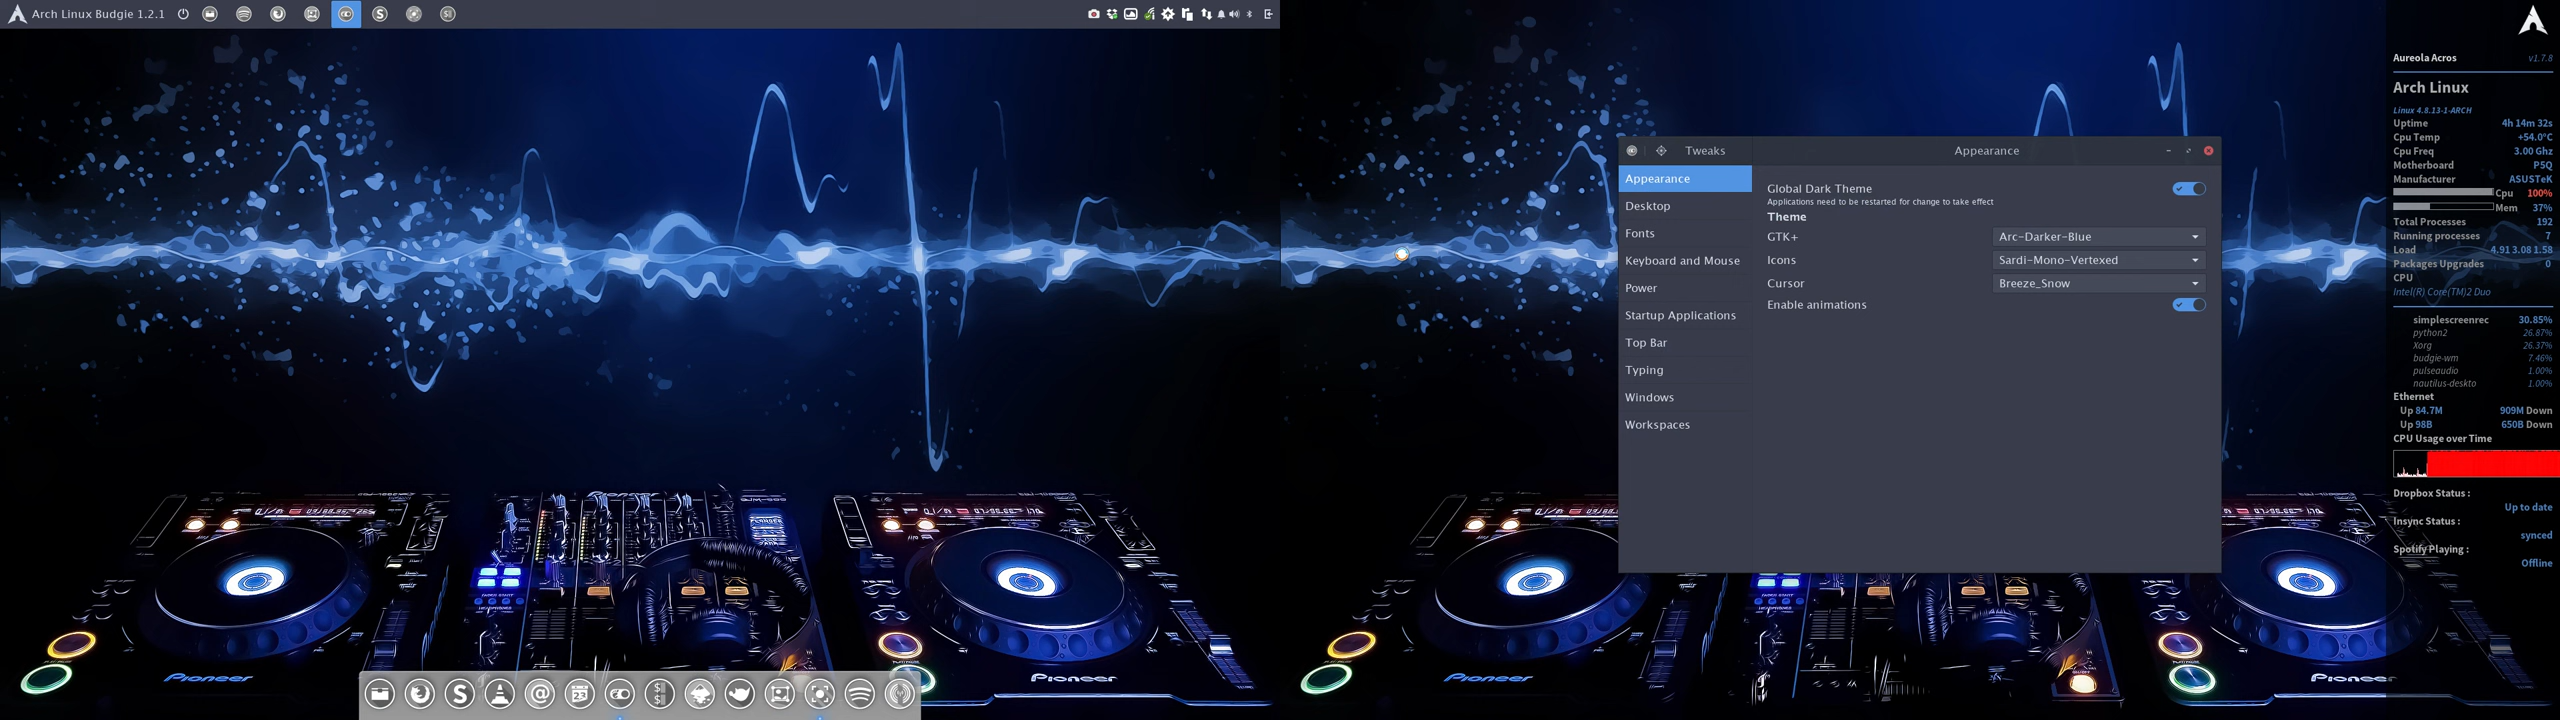 Arch Linux Budgie 1.2.1
Tweaks
Appearance
Appearance
Desktop
Fonts
Keyboard and Mouse
Power
Startup Applications
Top Bar
Typing
Windows
Workspaces
Global Dark Theme
Applications need to be restarted for change to take effect
Theme
GTK+ Arc-Darker-Blue
Icons Sardi-Mono-Vertexed
Cursor Breeze_Snow
Enable animations
Aureola Acros v1.7.8
Arch Linux
Linux 4.8.13-1-ARCH
Uptime 4h 14m 32s
Cpu Temp +54.0°C
Cpu Freq 3.00 Ghz
Motherboard P5Q
Manufacturer ASUSTeK
Cpu 100%
Mem 37%
Total Processes 192
Running processes 7
Load 4.91 3.08 1.58
Packages Upgrades 0
CPU
Intel(R) Core(TM)2 Duo
simplescreenrec 30.85%
python2 26.87%
Xorg 26.37%
budgie-wm 7.46%
pulseaudio 1.00%
nautilus-deskto 1.00%
Ethernet
Up 84.7M 909M Down
Up 98B 650B Down
CPU Usage over Time
Dropbox Status :
Up to date
Insync Status :
synced
Spotify Playing :
Offline
Pioneer
Pioneer
Pioneer
Pioneer
Pioneer
Pioneer
23